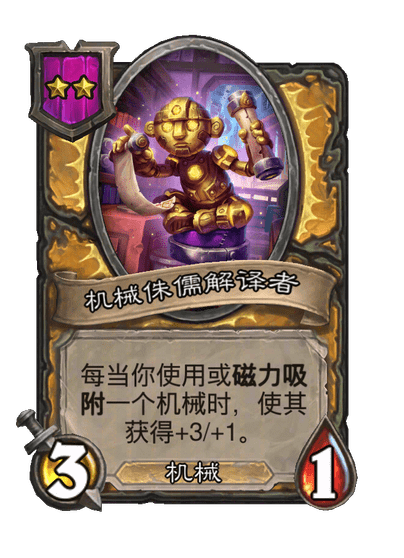 机械侏儒解译者
每当你使用或磁力吸
附一个机械时，使其
获得+3/+1。
3
机械
1